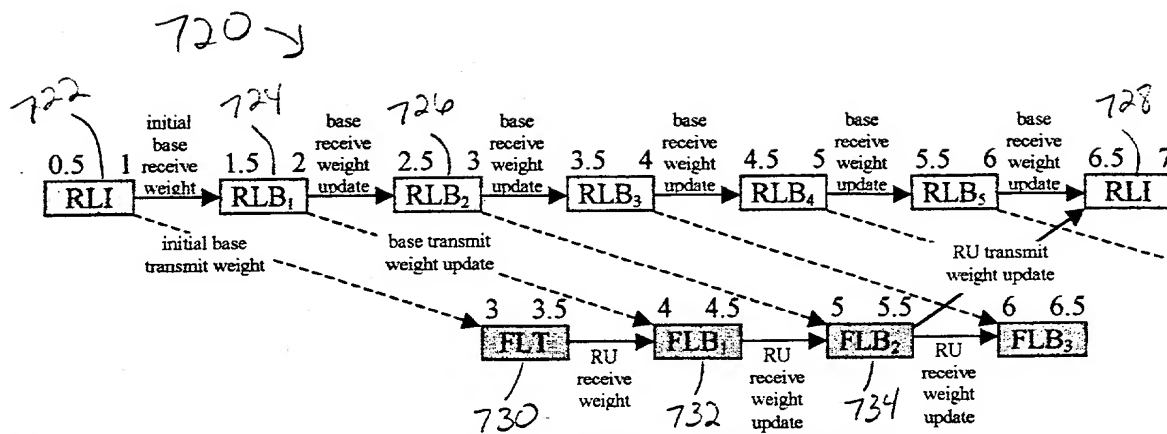 720
722
724
726
728
initial
base
receive
weight
base
receive
weight
update
base
receive
weight
update
base
receive
weight
update
base
receive
weight
update
base
receive
weight
update
0.5 1
1.5 2
2.5 3
3.5 4
4.5 5
5.5 6
6.5 7
RLI
RLB₁
RLB₂
RLB₃
RLB₄
RLB₅
RLI
initial base
transmit weight
base transmit
weight update
RU transmit
weight update
3 3.5
4 4.5
5 5.5
6 6.5
FLT
FLB₁
FLB₂
FLB₃
RU
receive
weight
RU
receive
weight
update
RU
receive
weight
update
730
732
734